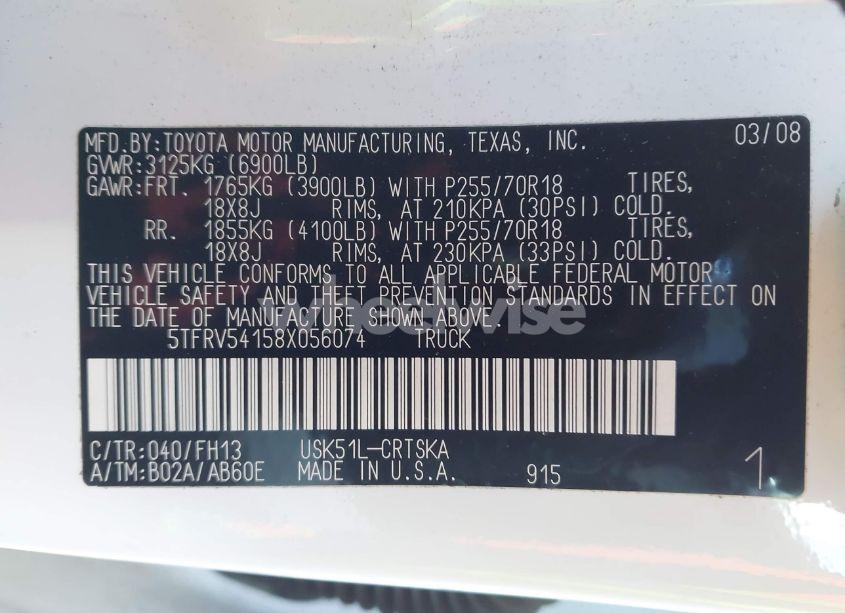 MFD.BY:TOYOTA MOTOR MANUFACTURING, TEXAS, INC. 03/08
GVWR:3125KG (6900LB)
GAWR:FRT. 1765KG (3900LB) WITH P255/70R18 TIRES,
18X8J RIMS, AT 210KPA (30PSI) COLD.
RR. 1855KG (4100LB) WITH P255/70R18 TIRES,
18X8J RIMS, AT 230KPA (33PSI) COLD.
THIS VEHICLE CONFORMS TO ALL APPLICABLE FEDERAL MOTOR
VEHICLE SAFETY AND THEFT PREVENTION STANDARDS IN EFFECT ON
THE DATE OF MANUFACTURE SHOWN ABOVE.
wheelwise
5TFRV54158X056074 TRUCK
C/TR:040/FH13 USK51L-CRTSKA
A/TM:B02A/AB60E MADE IN U.S.A. 915 1